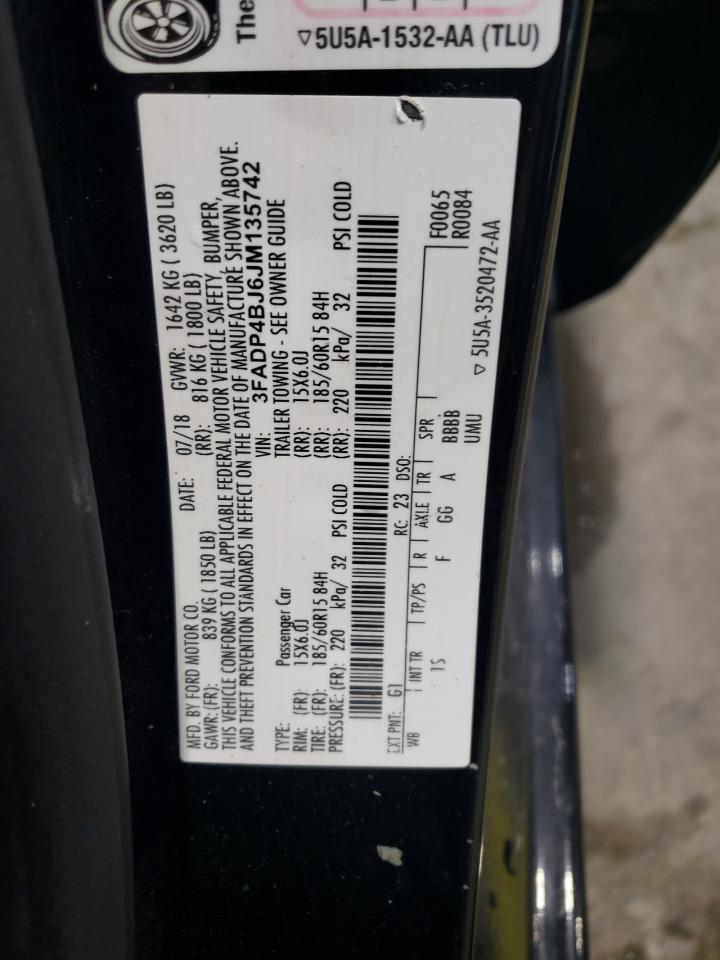 The
▽5U5A-1532-AA (TLU)
MFD. BY FORD MOTOR CO.
DATE: 07/18 GVWR: 1642 KG ( 3620 LB)
GAWR: (FR): 839 KG ( 1850 LB) (RR): 816 KG ( 1800 LB)
THIS VEHICLE CONFORMS TO ALL APPLICABLE FEDERAL MOTOR VEHICLE SAFETY, BUMPER,
AND THEFT PREVENTION STANDARDS IN EFFECT ON THE DATE OF MANUFACTURE SHOWN ABOVE.
VIN: 3FADP4BJ6JM135742
TYPE: Passenger Car TRAILER TOWING - SEE OWNER GUIDE
RIM: (FR): 15X6.0J (RR): 15X6.0J
TIRE: (FR): 185/60R15 84H (RR): 185/60R15 84H
PRESSURE: (FR): 220 kPa/ 32 PSI COLD (RR): 220 kPa/ 32 PSI COLD
EXT PNT: G1 RC: 23 DSO: F0065
R0084
WB INT TR TP/PS R AXLE TR SPR
1S F GG A BBBB
UMU
▽5U5A-3520472-AA